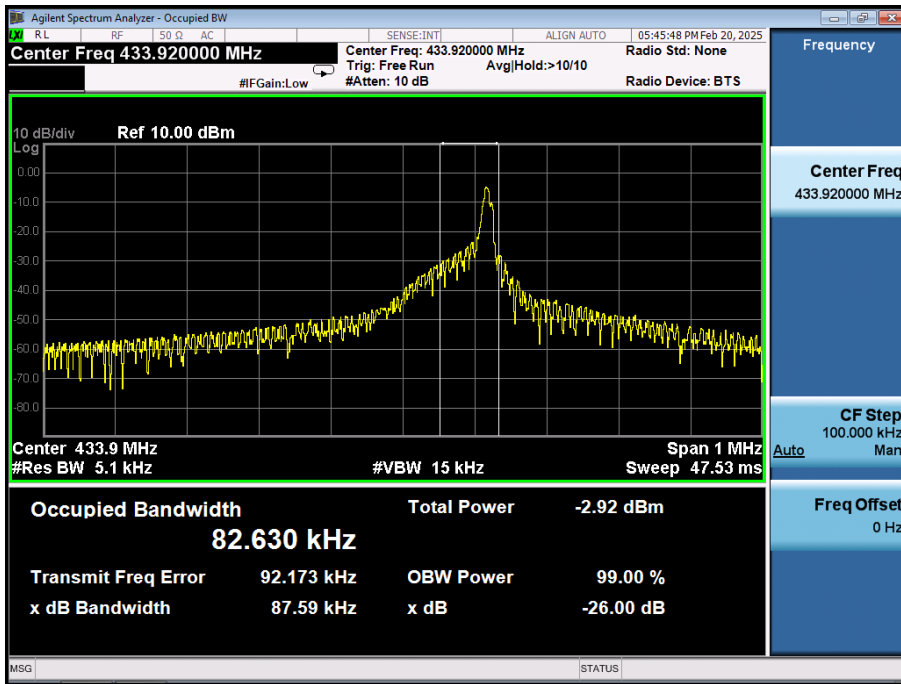 Agilent Spectrum Analyzer - Occupied BW
LXI RL RF 50 Ω AC SENSE:INT ALIGN AUTO 05:45:48 PM Feb 20, 2025
Center Freq 433.920000 MHz
Center Freq: 433.920000 MHz Radio Std: None
Trig: Free Run Avg|Hold:>10/10
#IFGain:Low #Atten: 10 dB Radio Device: BTS
10 dB/div Ref 10.00 dBm
Log
0.00
-10.0
-20.0
-30.0
-40.0
-50.0
-60.0
-70.0
-80.0
Center 433.9 MHz Span 1 MHz
#Res BW 5.1 kHz #VBW 15 kHz Sweep 47.53 ms
Occupied Bandwidth Total Power -2.92 dBm
82.630 kHz
Transmit Freq Error 92.173 kHz OBW Power 99.00 %
x dB Bandwidth 87.59 kHz x dB -26.00 dB
MSG STATUS
Frequency
Center Freq
433.920000 MHz
CF Step
100.000 kHz
Auto Man
Freq Offset
0 Hz